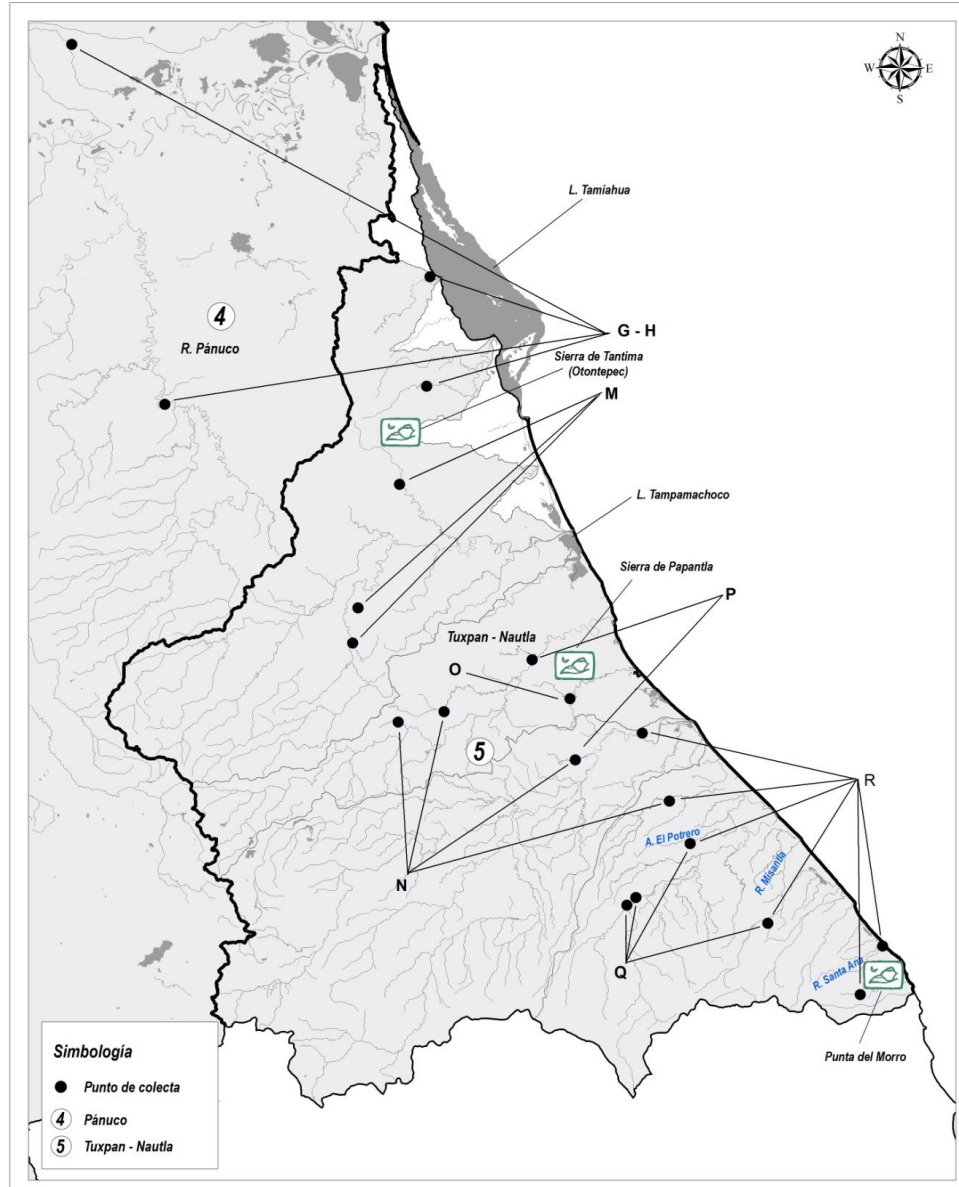 N
W E
S
L. Tamiahua
4
R. Pánuco
G - H
Sierra de Tantima
(Otontepec)
M
L. Tampamachoco
Sierra de Papantla
P
Tuxpan - Nautla
O
5
R
A. El Potrero
R. Misantla
N
Q
R. Santa Ana
Punta del Morro
Simbología
Punto de colecta
4 Pánuco
5 Tuxpan - Nautla